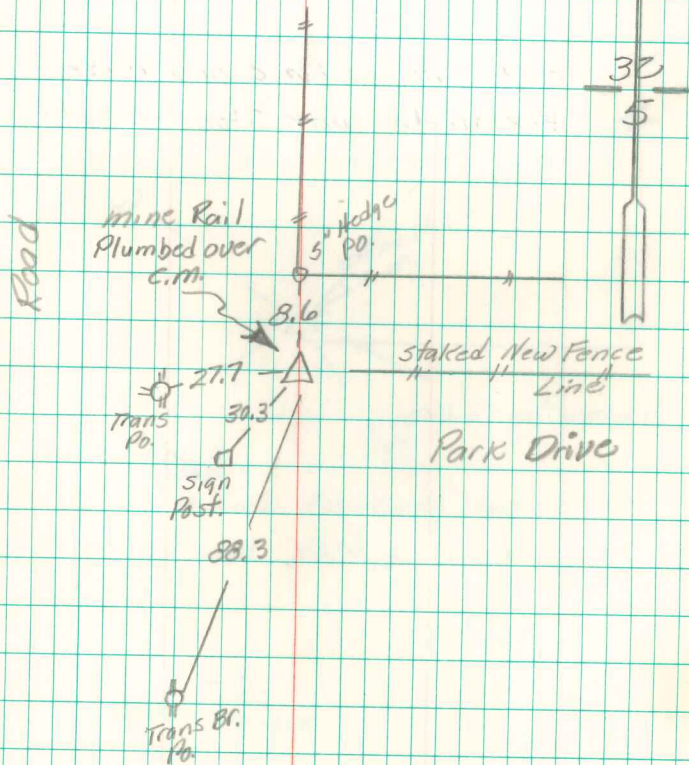 32
5
Road
mine Rail
Plumbed over
C.M.
5" Hedge
PO.
8.6
27.7
Trans
Po.
30.3
Sign
Post.
staked New Fence
Line
Park Drive
88.3
Trans Br.
Po.